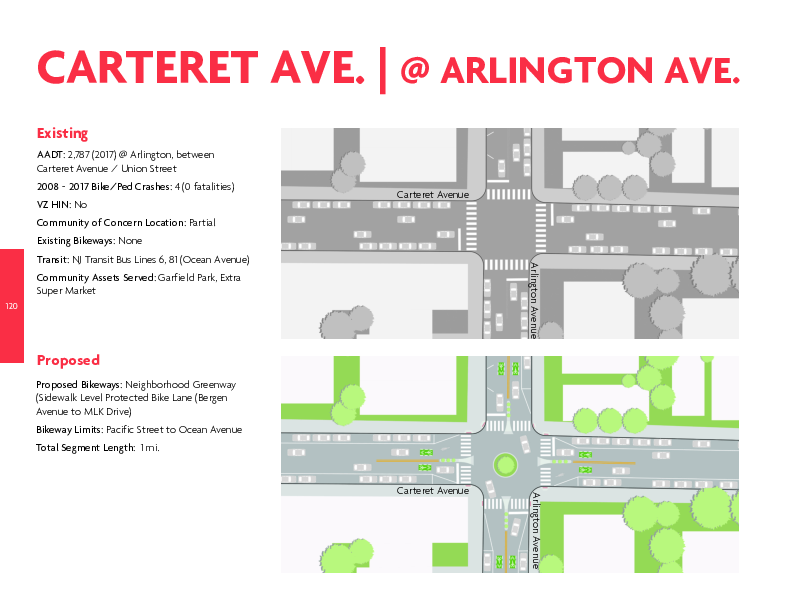 CARTERET AVE. | @ ARLINGTON AVE.
Existing
AADT: 2,787 (2017) @ Arlington, between
Carteret Avenue / Union Street
2008 - 2017 Bike/Ped Crashes: 4 (0 fatalities)
VZ HIN: No
Community of Concern Location: Partial
Existing Bikeways: None
Transit: NJ Transit Bus Lines 6, 81 (Ocean Avenue)
Community Assets Served: Garfield Park, Extra
Super Market
120
Proposed
Proposed Bikeways: Neighborhood Greenway
(Sidewalk Level Protected Bike Lane (Bergen
Avenue to MLK Drive)
Bikeway Limits: Pacific Street to Ocean Avenue
Total Segment Length: 1 mi.
Carteret Avenue
Arlington Avenue
Carteret Avenue
Arlington Avenue